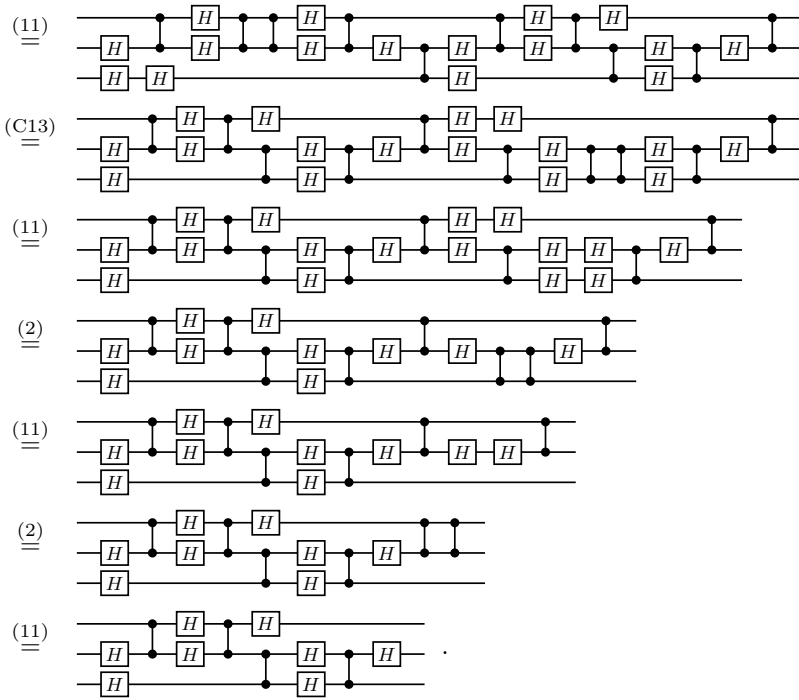 (11) H H H H
= H H H H H H H H
H H H H
(C13) H H H H
= H H H H H H H H
H H H H
(11) H H H H
= H H H H H H H H
H H H H
(2) H H
= H H H H H H
H H
(11) H H
= H H H H H H
H H
(2) H H
= H H H H
H H
(11) H H
= H H H H .
H H